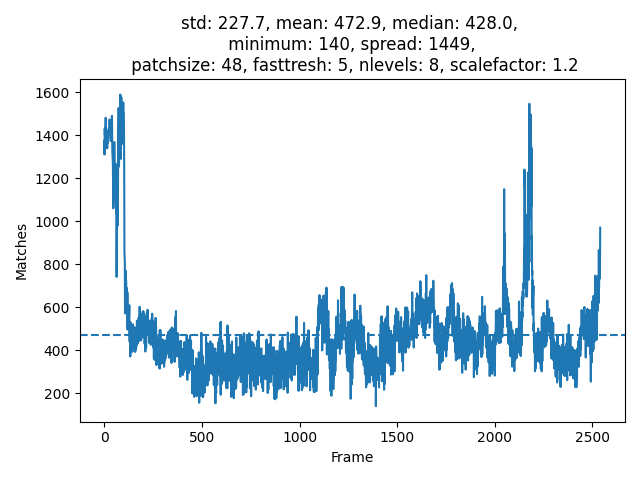 std: 227.7, mean: 472.9, median: 428.0,
minimum: 140, spread: 1449,
patchsize: 48, fasttresh: 5, nlevels: 8, scalefactor: 1.2
1600
1400
1200
1000
800
600
400
200
Matches
0 500 1000 1500 2000 2500
Frame